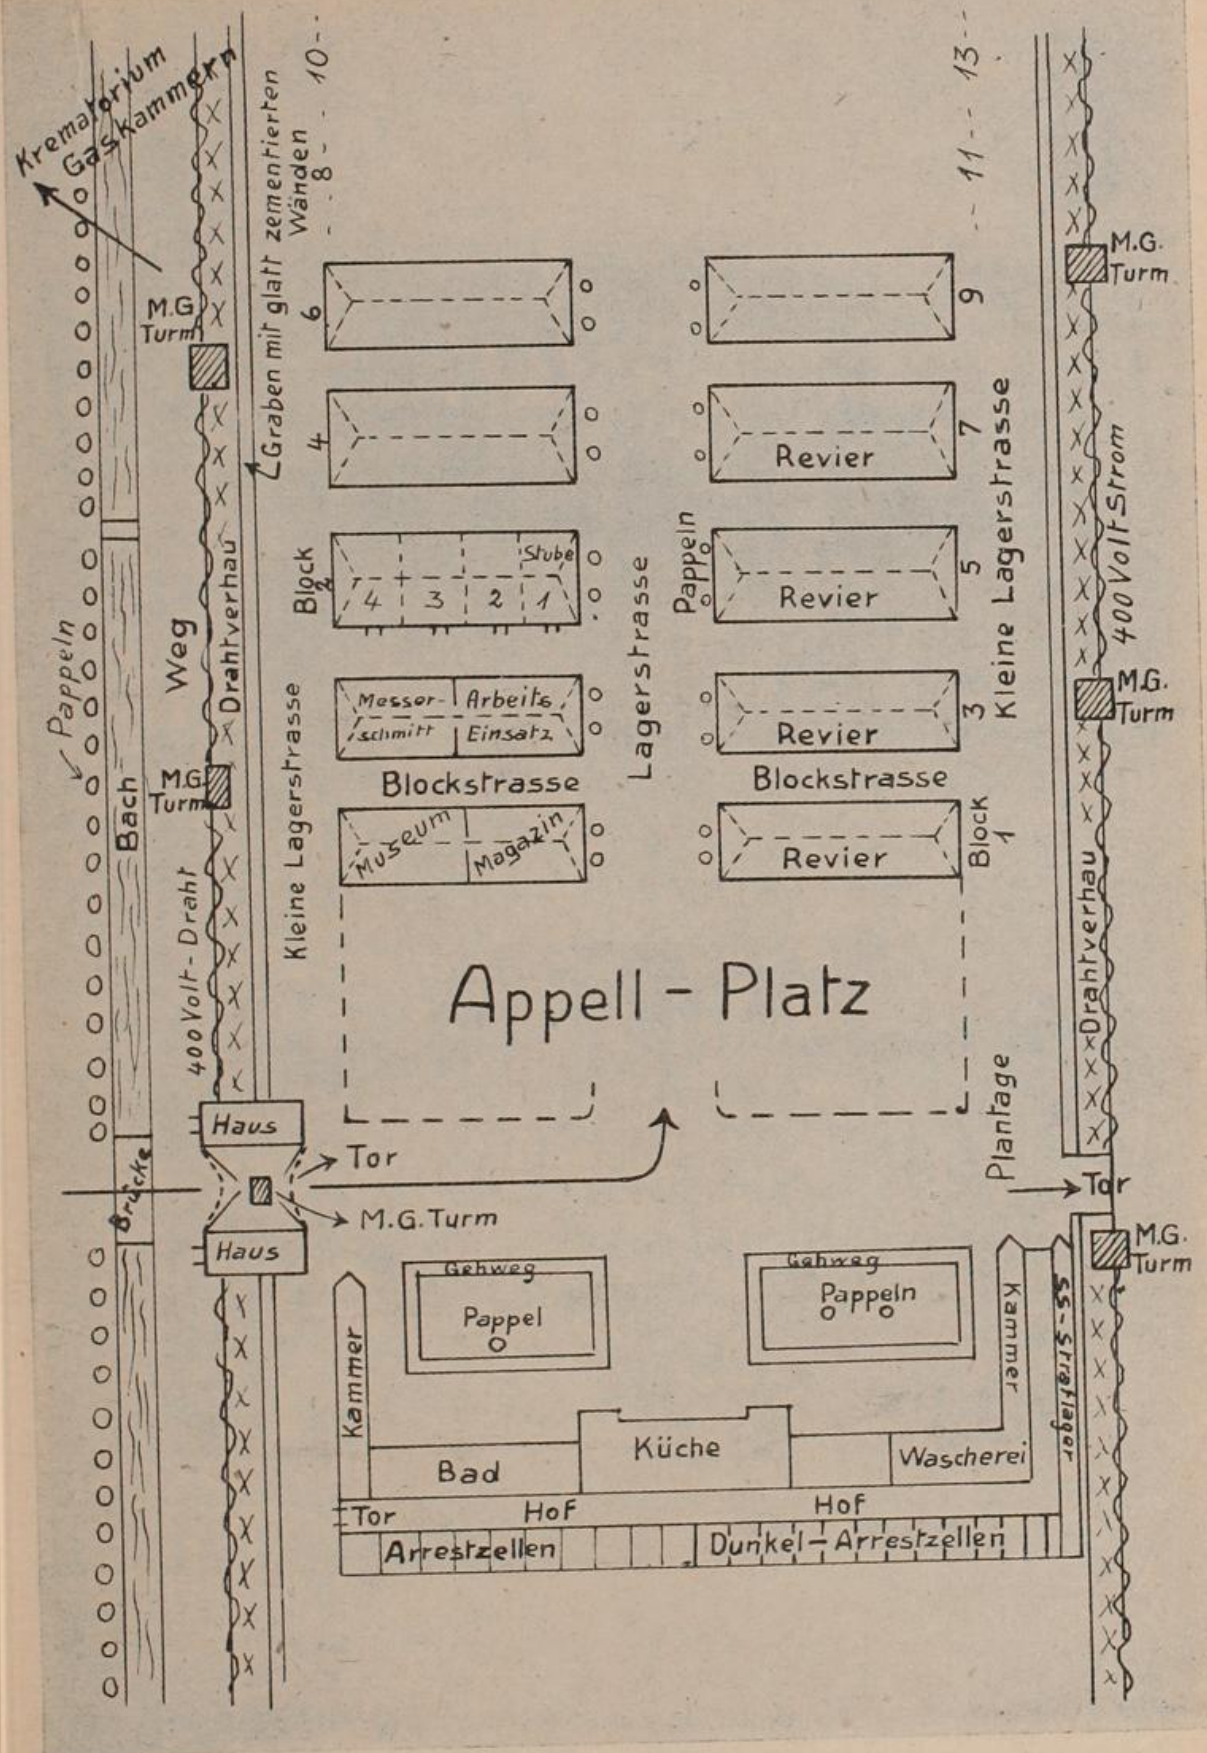 Krematorium
Gaskammern
Graben mit glatt zementierten
Wänden
- - 8 - - 10 - -
- - 11 - - 13 - -
M.G.
Turm
M.G
Turm
6
9
4
7
Revier
400 Volt Strom
Kleine Lagerstrasse
Block
2
Stube
4 3 2 1
Lagerstrasse
Pappeln
Revier
5
Pappeln
Weg
Drahtverhau
Messer-
schmitt
Arbeits
Einsatz
Revier
3
M.G.
Turm
M.G.
Turm
Bach
Kleine Lagerstrasse
Blockstrasse
Blockstrasse
Museum
Magazin
Revier
Block
1
400 Volt-Draht
Drahtverhau
Appell-Platz
Plantage
Haus
Tor
Tor
Brücke
M.G. Turm
Haus
M.G.
Turm
Gehweg
Pappel
Gehweg
Pappeln
Kammer
Kammer
SS-Straflager
Bad
Küche
Wascherei
Tor
Hof
Hof
Arrestzellen
Dunkel-Arrestzellen